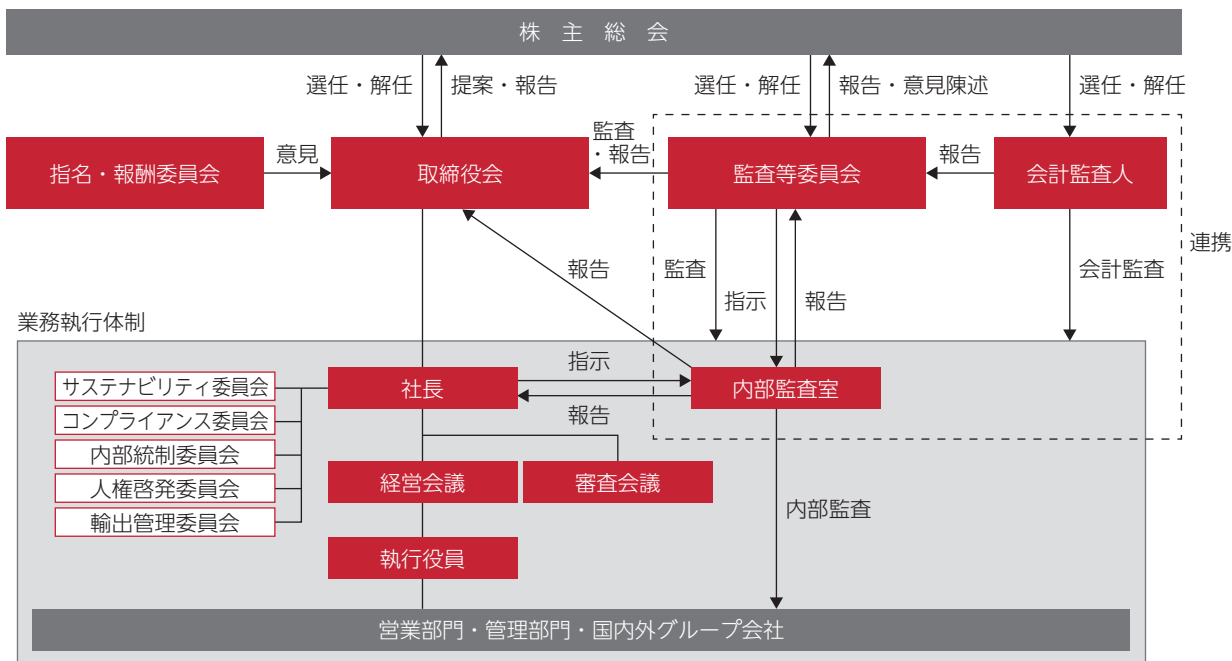 株主総会
選任・解任
提案・報告
選任・解任
報告・意見陳述
選任・解任
指名・報酬委員会
意見
取締役会
監査
・報告
監査等委員会
報告
会計監査人
連携
報告
監査
指示
報告
会計監査
業務執行体制
サステナビリティ委員会
コンプライアンス委員会
内部統制委員会
人権啓発委員会
輸出管理委員会
社長
指示
報告
内部監査室
経営会議
審査会議
内部監査
執行役員
営業部門・管理部門・国内外グループ会社